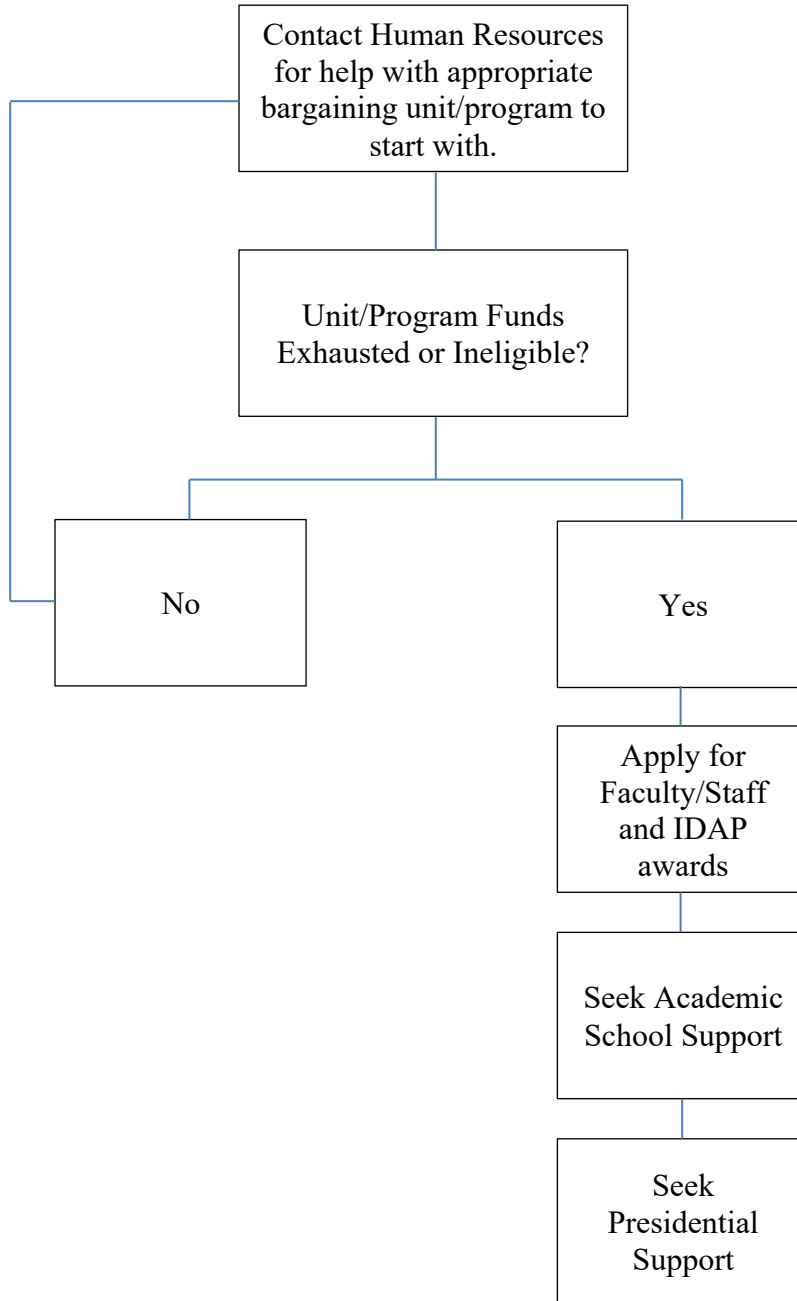 Contact Human Resources
for help with appropriate
bargaining unit/program to
start with.
Unit/Program Funds
Exhausted or Ineligible?
No
Yes
Apply for
Faculty/Staff
and IDAP
awards
Seek Academic
School Support
Seek
Presidential
Support